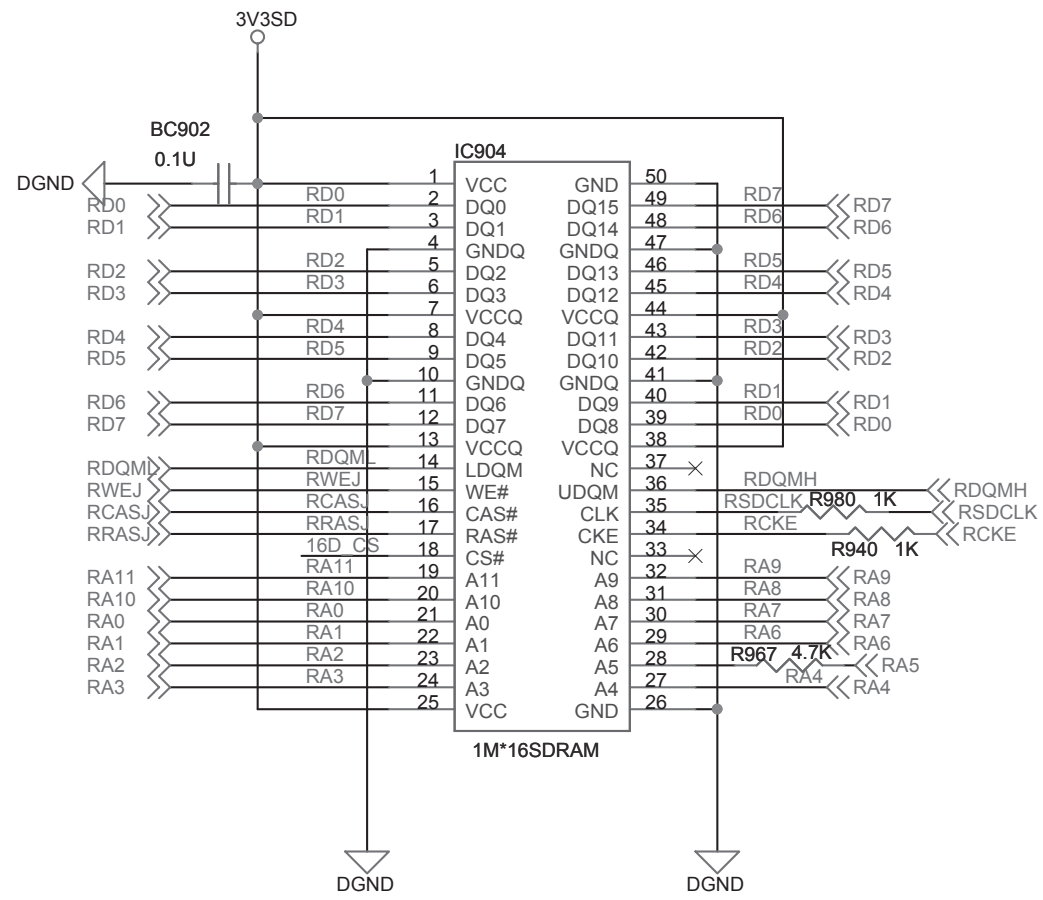 3V3SD
BC902
0.1U
DGND
IC904
1 VCC GND 50
RD0 RD0 2 DQ0 DQ15 49 RD7 RD7
RD1 RD1 3 DQ1 DQ14 48 RD6 RD6
4 GNDQ GNDQ 47
RD2 RD2 5 DQ2 DQ13 46 RD5 RD5
RD3 RD3 6 DQ3 DQ12 45 RD4 RD4
7 VCCQ VCCQ 44
RD4 RD4 8 DQ4 DQ11 43 RD3 RD3
RD5 RD5 9 DQ5 DQ10 42 RD2 RD2
10 GNDQ GNDQ 41
RD6 RD6 11 DQ6 DQ9 40 RD1 RD1
RD7 RD7 12 DQ7 DQ8 39 RD0 RD0
13 VCCQ VCCQ 38
RDQML RDQML 14 LDQM NC 37
RWEJ RWEJ 15 WE# UDQM 36 RDQMH RDQMH
RCASJ RCASJ 16 CAS# CLK 35 RSDCLK R980 1K RSDCLK
RRASJ RRASJ 17 RAS# CKE 34 RCKE R940 1K RCKE
16D_CS 18 CS# NC 33
RA11 RA11 19 A11 A9 32 RA9 RA9
RA10 RA10 20 A10 A8 31 RA8 RA8
RA0 RA0 21 A0 A7 30 RA7 RA7
RA1 RA1 22 A1 A6 29 RA6 RA6
RA2 RA2 23 A2 A5 28 R967 4.7K RA5
RA3 RA3 24 A3 A4 27 RA4 RA4
25 VCC GND 26
1M*16SDRAM
DGND DGND